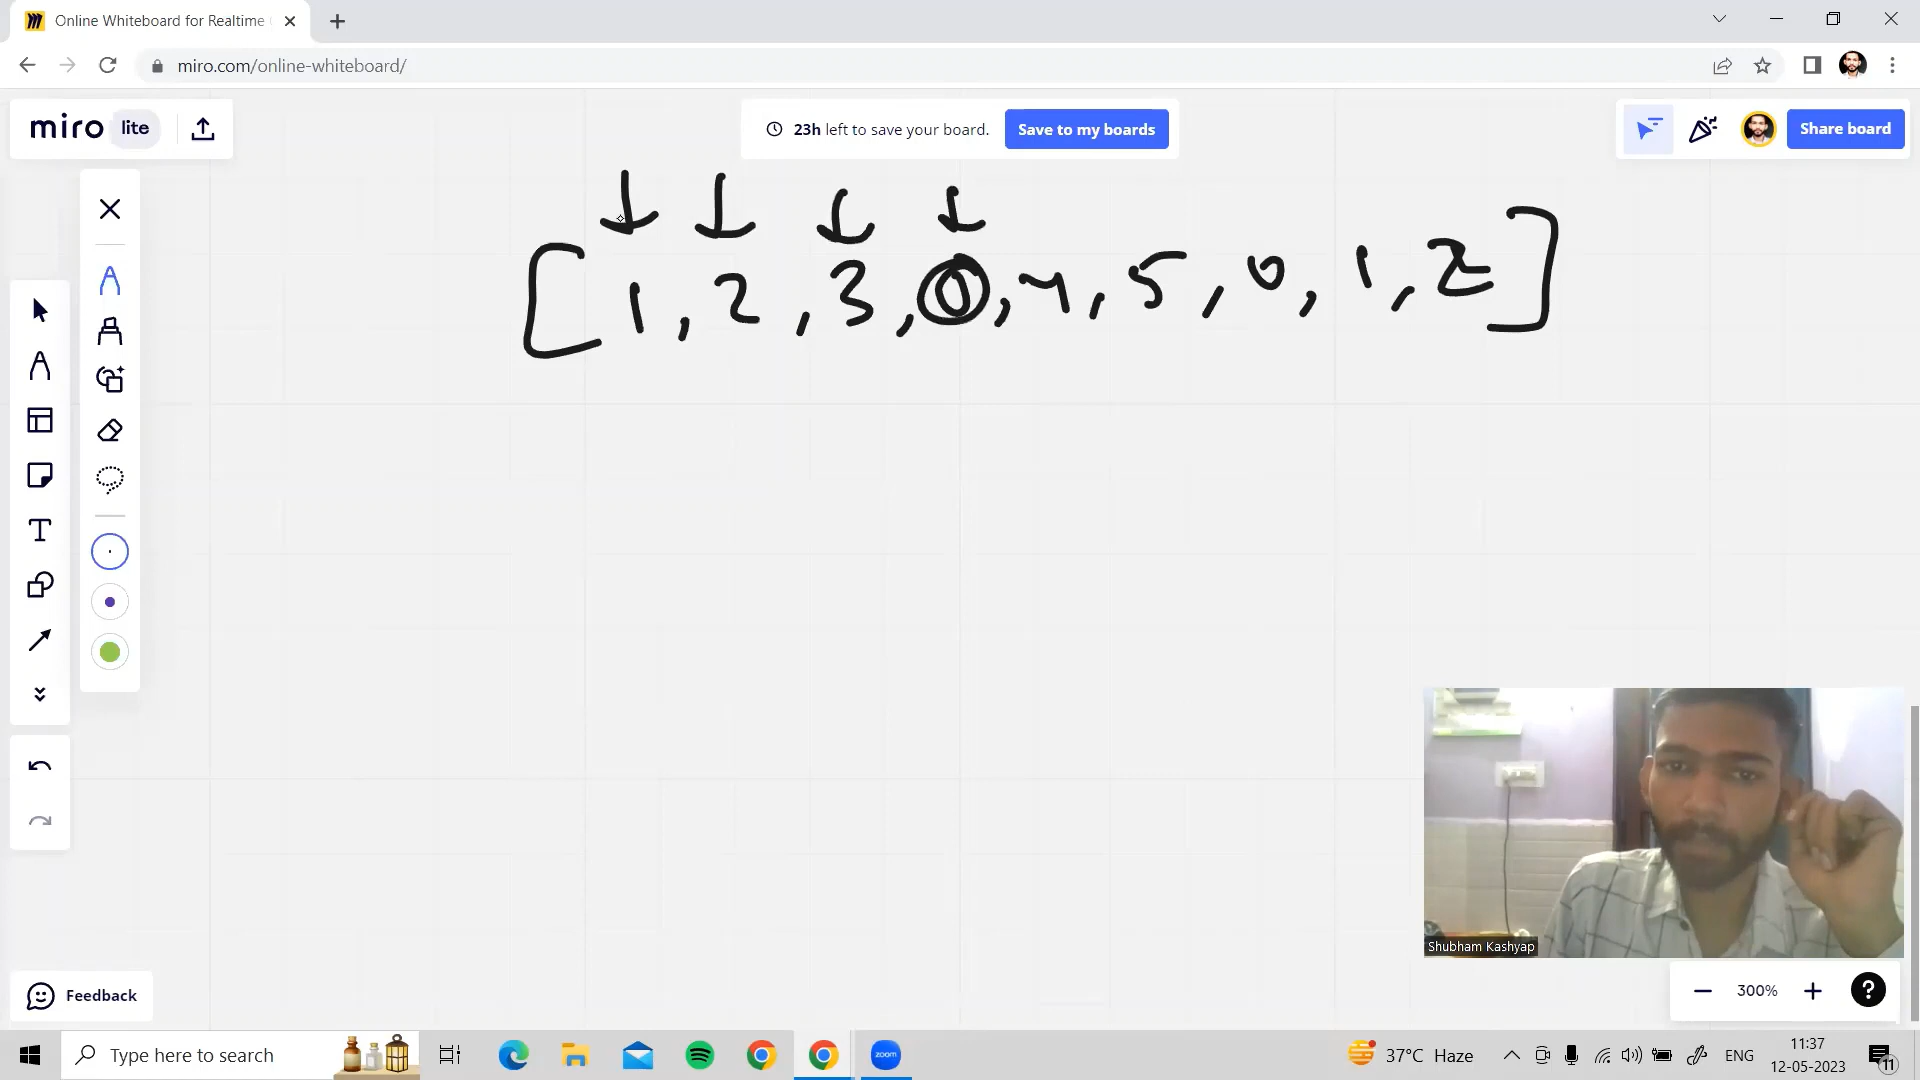 Online Whiteboard for Realtime
miro.com/online-whiteboard/
miro lite
23h left to save your board.
Save to my boards
Share board
[1, 2, 3, 0, 4, 5, 0, 1, 2]
T
Shubham Kashyap
Feedback
300%
?
Type here to search
zoom
37°C Haze
ENG
11:37
12-05-2023
11